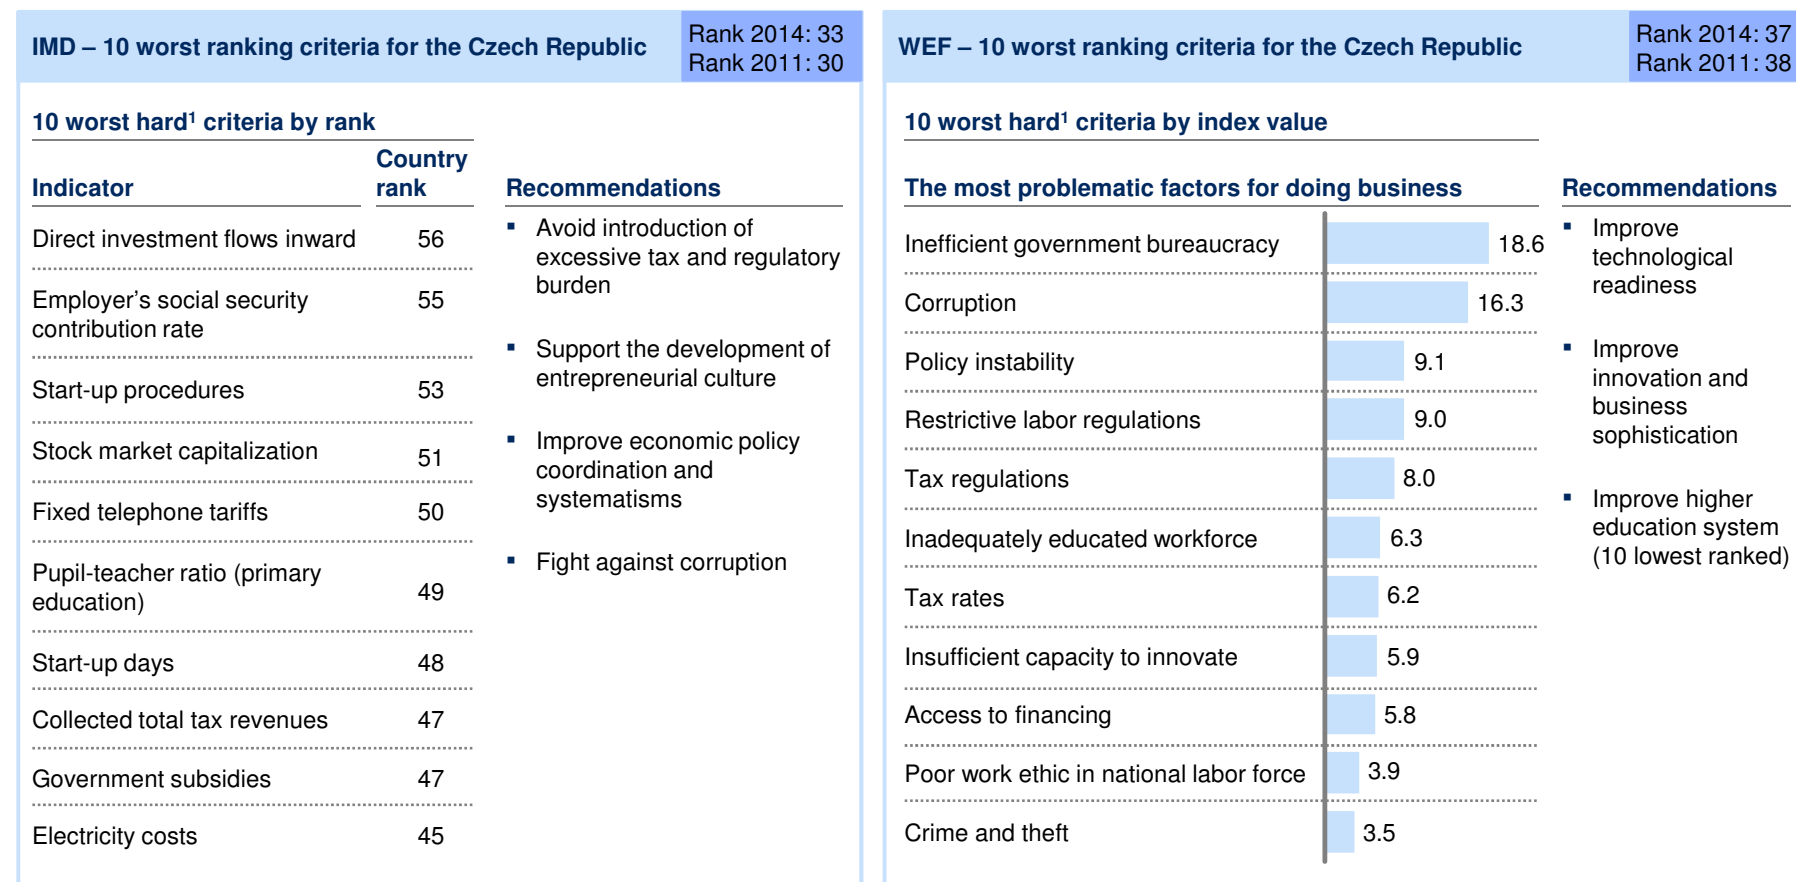 IMD – 10 worst ranking criteria for the Czech Republic
Rank 2014: 33
Rank 2011: 30
10 worst hard¹ criteria by rank
Indicator
Country
rank
Direct investment flows inward 56
Employer’s social security 55
contribution rate
Start-up procedures 53
Stock market capitalization 51
Fixed telephone tariffs 50
Pupil-teacher ratio (primary
education) 49
Start-up days 48
Collected total tax revenues 47
Government subsidies 47
Electricity costs 45
Recommendations
▪ Avoid introduction of
excessive tax and regulatory
burden
▪ Support the development of
entrepreneurial culture
▪ Improve economic policy
coordination and
systematisms
▪ Fight against corruption
WEF – 10 worst ranking criteria for the Czech Republic
Rank 2014: 37
Rank 2011: 38
10 worst hard¹ criteria by index value
The most problematic factors for doing business
Inefficient government bureaucracy 18.6
Corruption 16.3
Policy instability 9.1
Restrictive labor regulations 9.0
Tax regulations 8.0
Inadequately educated workforce 6.3
Tax rates 6.2
Insufficient capacity to innovate 5.9
Access to financing 5.8
Poor work ethic in national labor force 3.9
Crime and theft 3.5
Recommendations
▪ Improve
technological
readiness
▪ Improve
innovation and
business
sophistication
▪ Improve higher
education system
(10 lowest ranked)